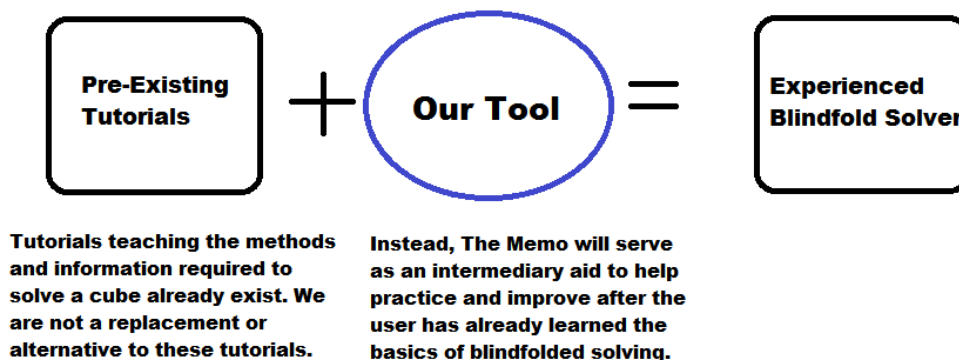 Pre-Existing
Tutorials
+
Our Tool
=
Experienced
Blindfold Solver
Tutorials teaching the methods
and information required to
solve a cube already exist. We
are not a replacement or
alternative to these tutorials.
Instead, The Memo will serve
as an intermediary aid to help
practice and improve after the
user has already learned the
basics of blindfolded solving.